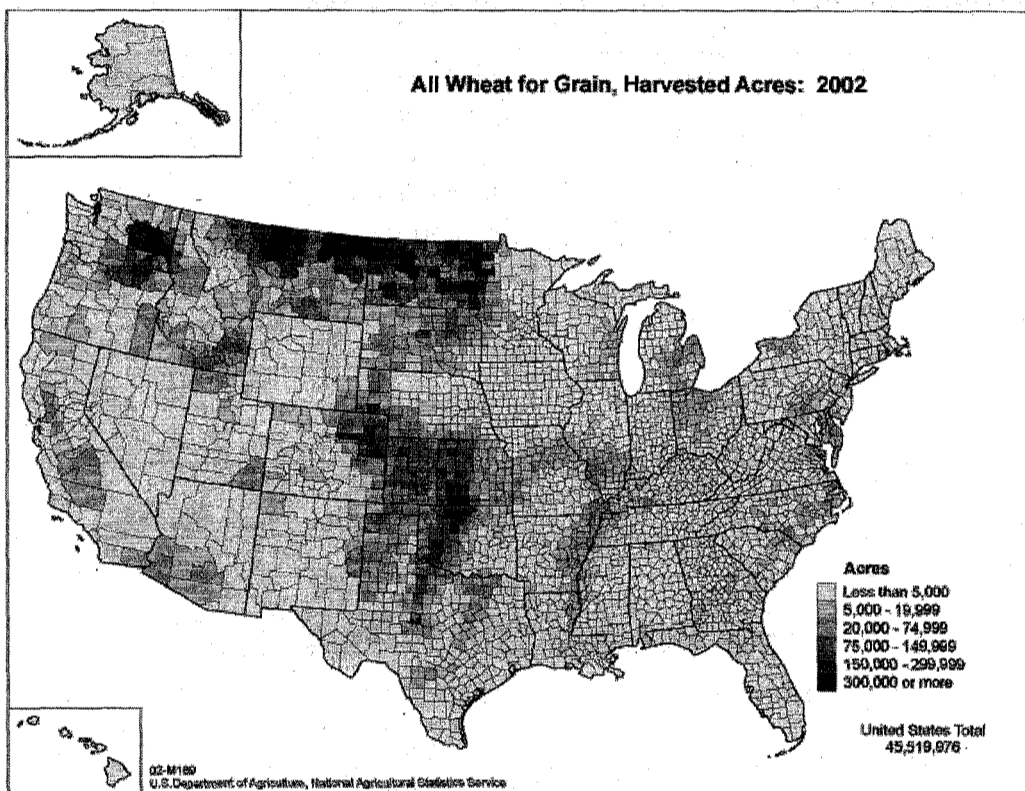 All Wheat for Grain, Harvested Acres: 2002
Acres
Less than 5,000
5,000 - 19,999
20,000 - 74,999
75,000 - 149,999
150,000 - 299,999
300,000 or more
United States Total
45,519,976
02-M160
U.S. Department of Agriculture, National Agricultural Statistics Service